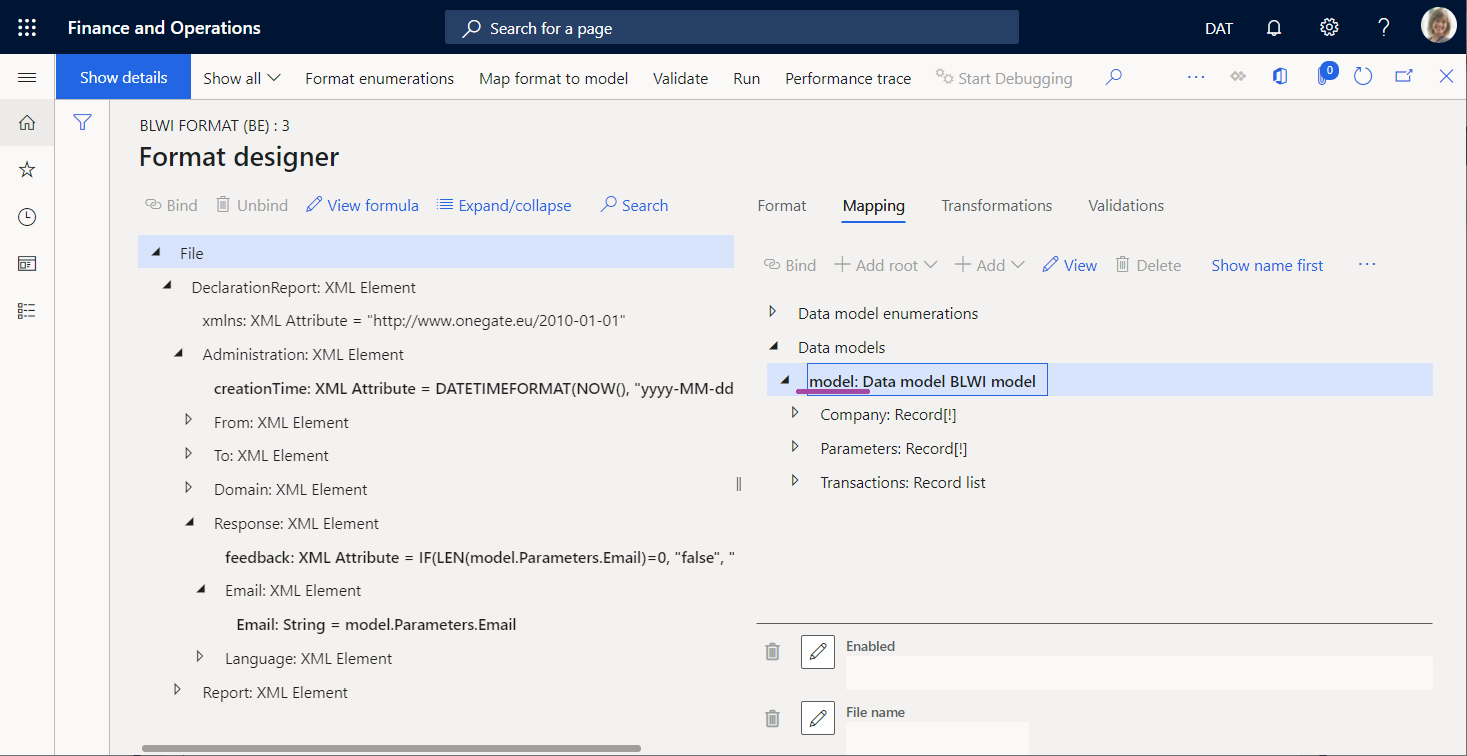 Finance and Operations
Search for a page
DAT
Show details
Show all
Format enumerations
Map format to model
Validate
Run
Performance trace
Start Debugging
0
BLWI FORMAT (BE) : 3
Format designer
Bind
Unbind
View formula
Expand/collapse
Search
File
DeclarationReport: XML Element
xmlns: XML Attribute = "http://www.onegate.eu/2010-01-01"
Administration: XML Element
creationTime: XML Attribute = DATETIMEFORMAT(NOW(), "yyyy-MM-dd
From: XML Element
To: XML Element
Domain: XML Element
Response: XML Element
feedback: XML Attribute = IF(LEN(model.Parameters.Email)=0, "false", "
Email: XML Element
Email: String = model.Parameters.Email
Language: XML Element
Report: XML Element
Format
Mapping
Transformations
Validations
Bind
Add root
Add
View
Delete
Show name first
Data model enumerations
Data models
model: Data model BLWI model
Company: Record[!]
Parameters: Record[!]
Transactions: Record list
Enabled
File name